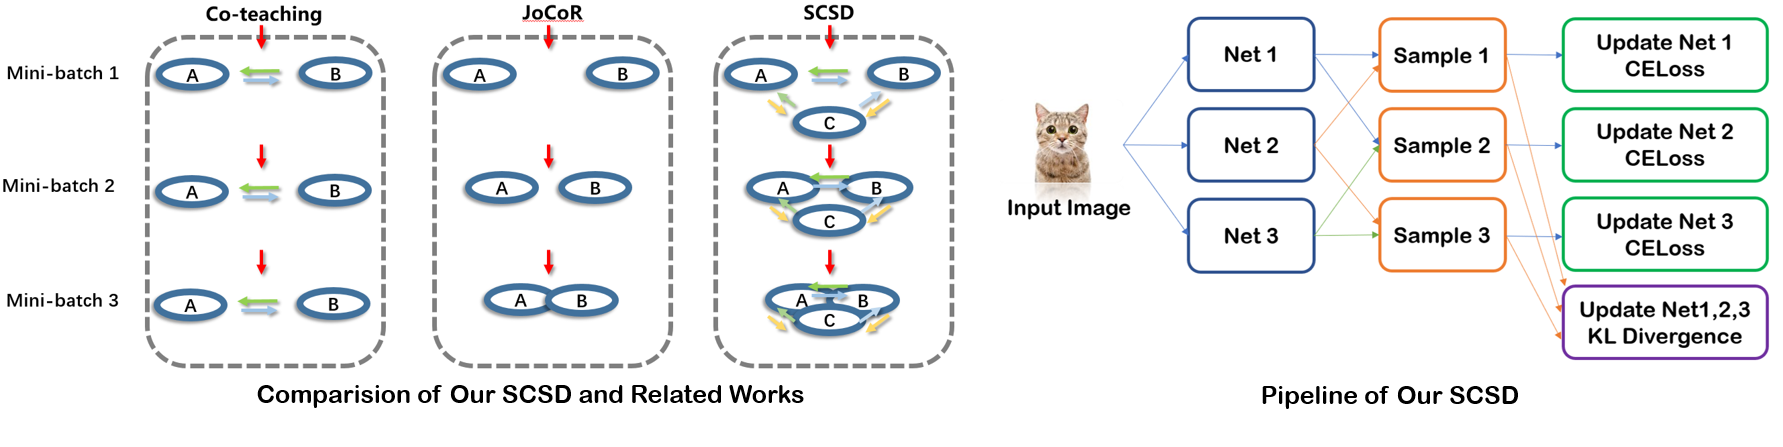 Co-teaching
JoCoR
SCSD
Mini-batch 1
A
B
A
B
A
B
C
Mini-batch 2
A
B
A
B
A
B
C
Mini-batch 3
A
B
A
B
A
B
C
Comparision of Our SCSD and Related Works
Input Image
Net 1
Net 2
Net 3
Sample 1
Sample 2
Sample 3
Update Net 1
CELoss
Update Net 2
CELoss
Update Net 3
CELoss
Update Net1,2,3
KL Divergence
Pipeline of Our SCSD